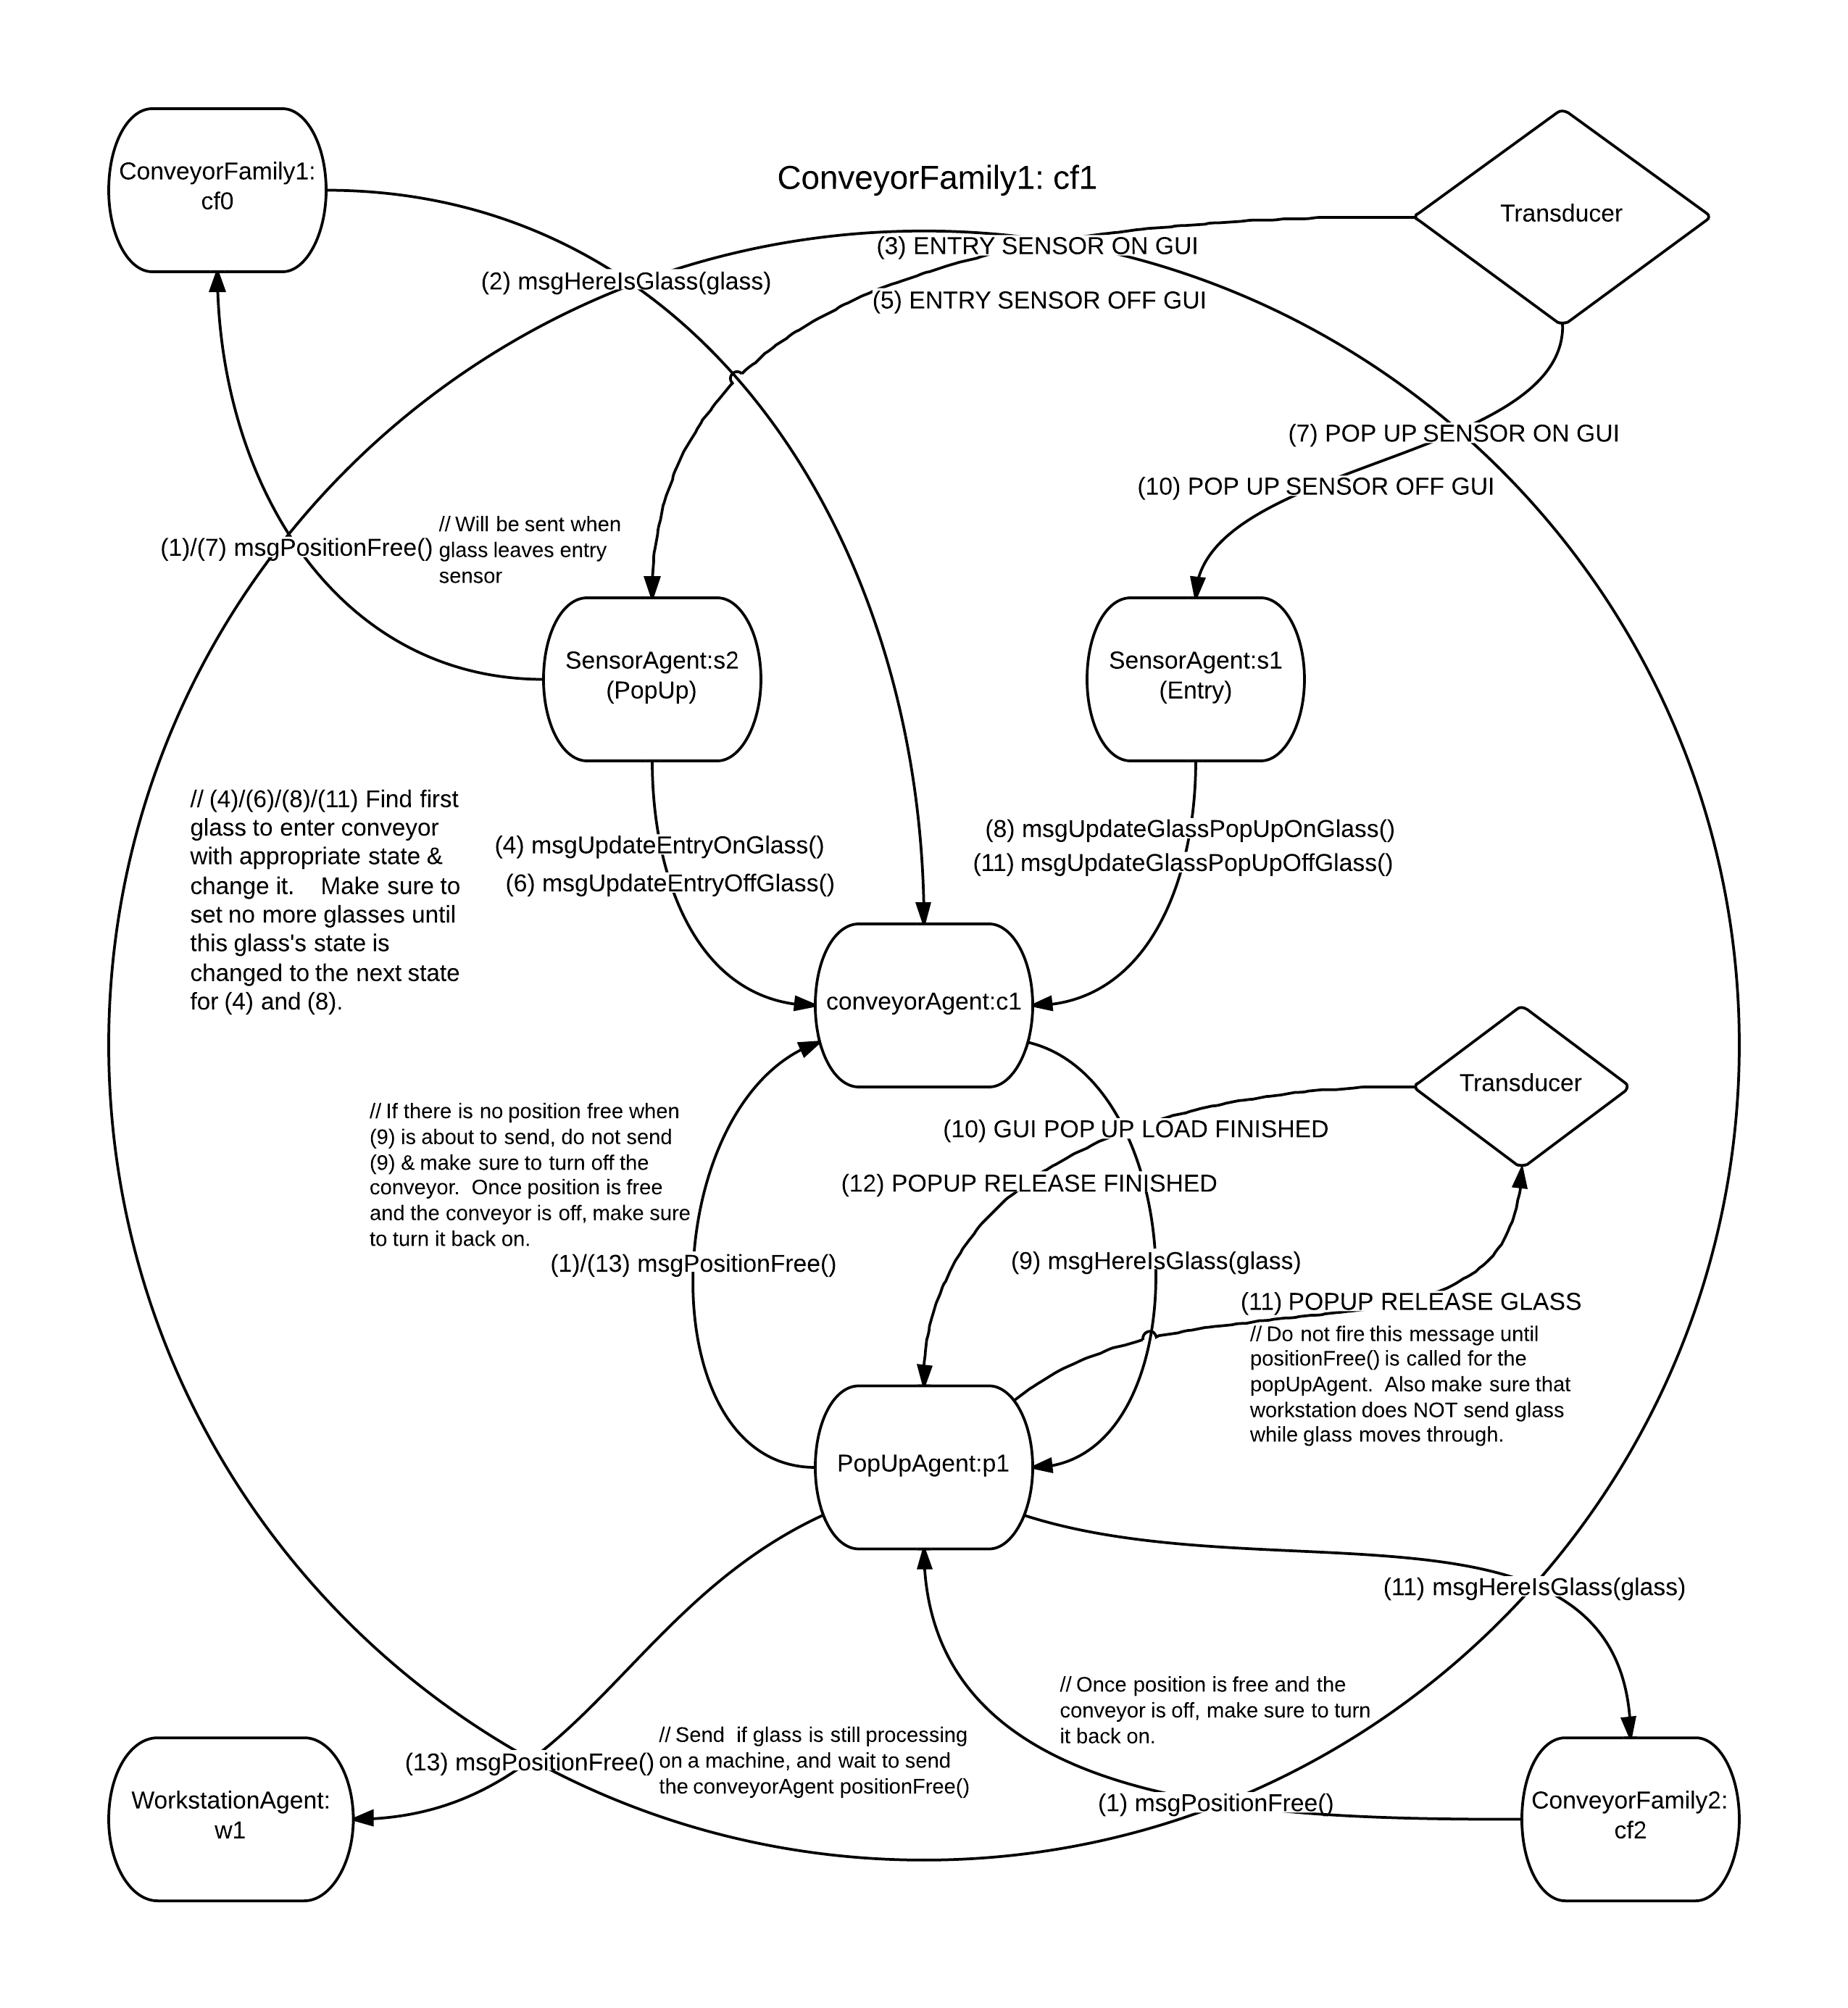 ConveyorFamily1:
cf0
ConveyorFamily1: cf1
Transducer
(3) ENTRY SENSOR ON GUI
(2) msgHereIsGlass(glass)
(5) ENTRY SENSOR OFF GUI
(7) POP UP SENSOR ON GUI
(10) POP UP SENSOR OFF GUI
(1)/(7) msgPositionFree()
// Will be sent when
glass leaves entry
sensor
SensorAgent:s2
(PopUp)
SensorAgent:s1
(Entry)
// (4)/(6)/(8)/(11) Find first
glass to enter conveyor
with appropriate state &
change it.    Make sure to
set no more glasses until
this glass's state is
changed to the next state
for (4) and (8).
(4) msgUpdateEntryOnGlass()
(6) msgUpdateEntryOffGlass()
(8) msgUpdateGlassPopUpOnGlass()
(11) msgUpdateGlassPopUpOffGlass()
conveyorAgent:c1
Transducer
// If there is no position free when
(9) is about to send, do not send
(9) & make sure to turn off the
conveyor.  Once position is free
and the conveyor is off, make sure
to turn it back on.
(10) GUI POP UP LOAD FINISHED
(12) POPUP RELEASE FINISHED
(1)/(13) msgPositionFree()
(9) msgHereIsGlass(glass)
(11) POPUP RELEASE GLASS
// Do not fire this message until
positionFree() is called for the
popUpAgent.  Also make sure that
workstation does NOT send glass
while glass moves through.
PopUpAgent:p1
(11) msgHereIsGlass(glass)
// Once position is free and the
conveyor is off, make sure to turn
it back on.
(13) msgPositionFree()
// Send  if glass is still processing
on a machine, and wait to send
the conveyorAgent positionFree()
(1) msgPositionFree()
WorkstationAgent:
w1
ConveyorFamily2:
cf2